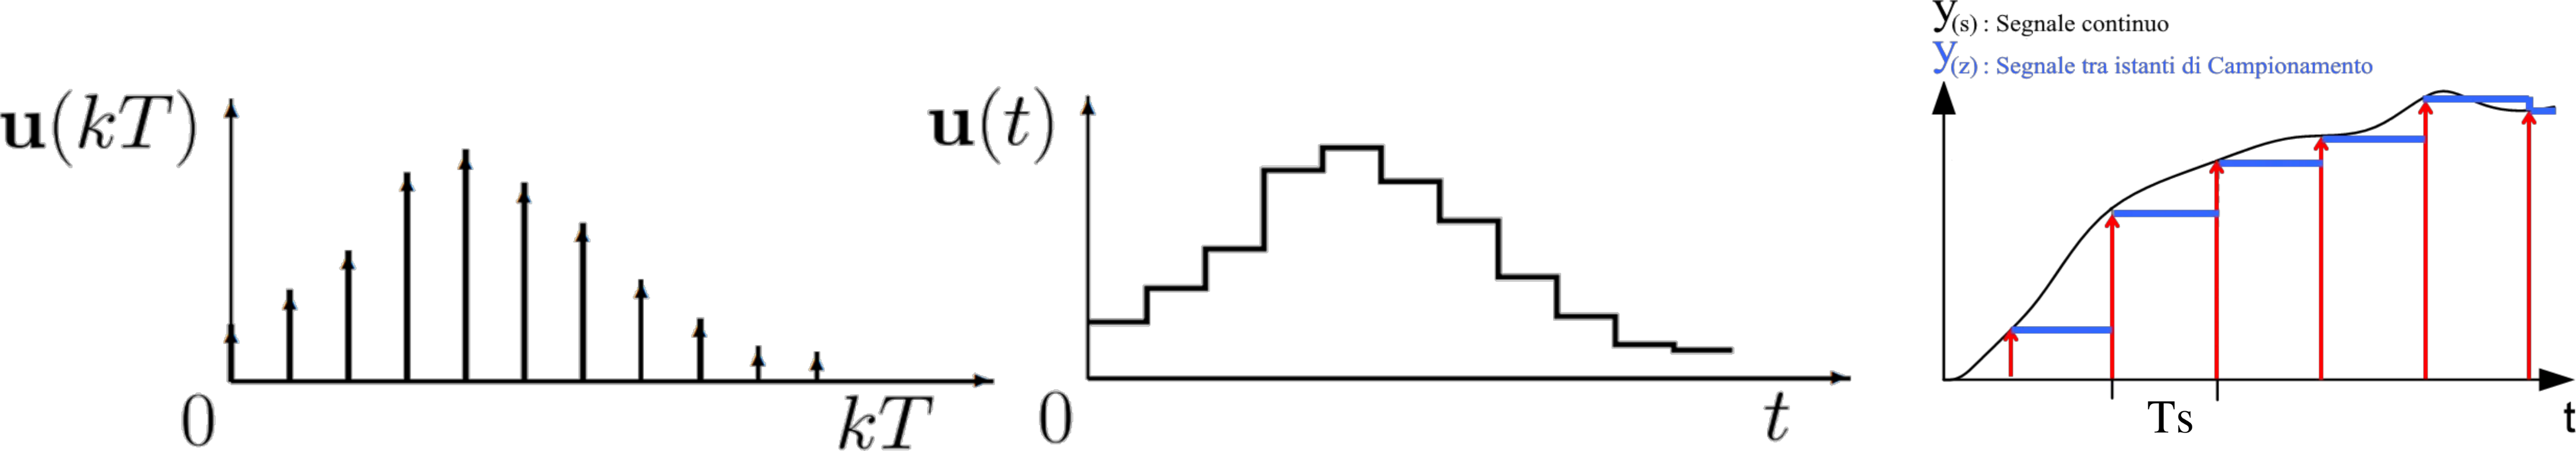 u(kT)
0
kT
u(t)
0
t
y(s) : Segnale continuo
y(z) : Segnale tra istanti di Campionamento
Ts
t